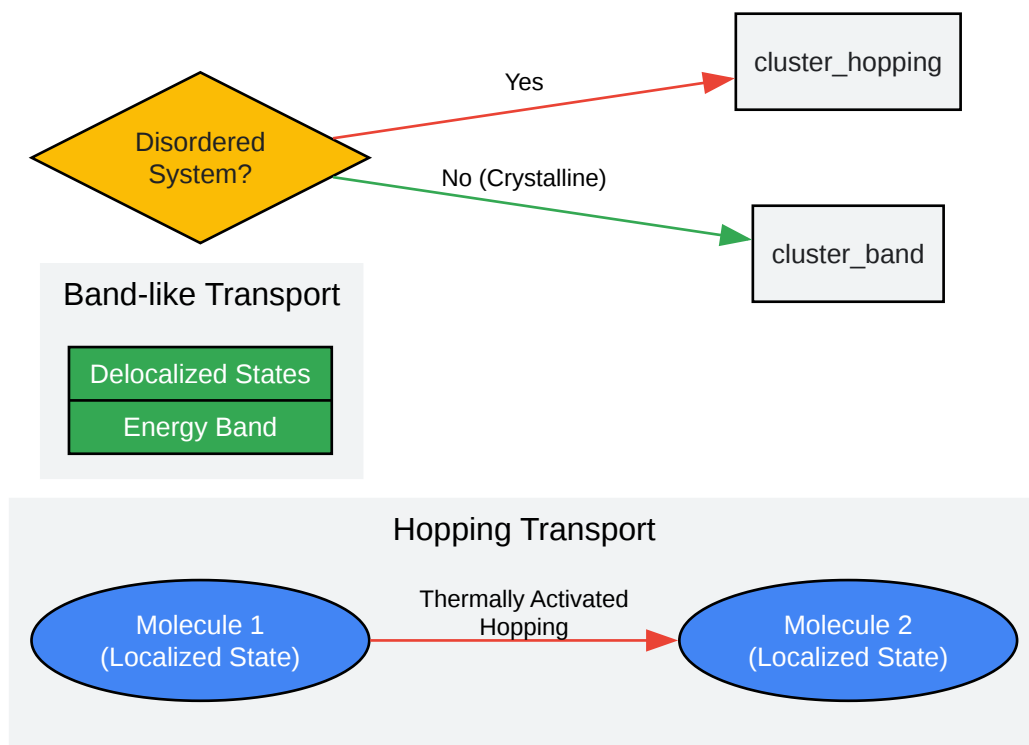 cluster_hopping
Yes
Disordered
System?
No (Crystalline)
cluster_band
Band-like Transport
Delocalized States
Energy Band
Hopping Transport
Thermally Activated
Hopping
Molecule 1
(Localized State)
Molecule 2
(Localized State)